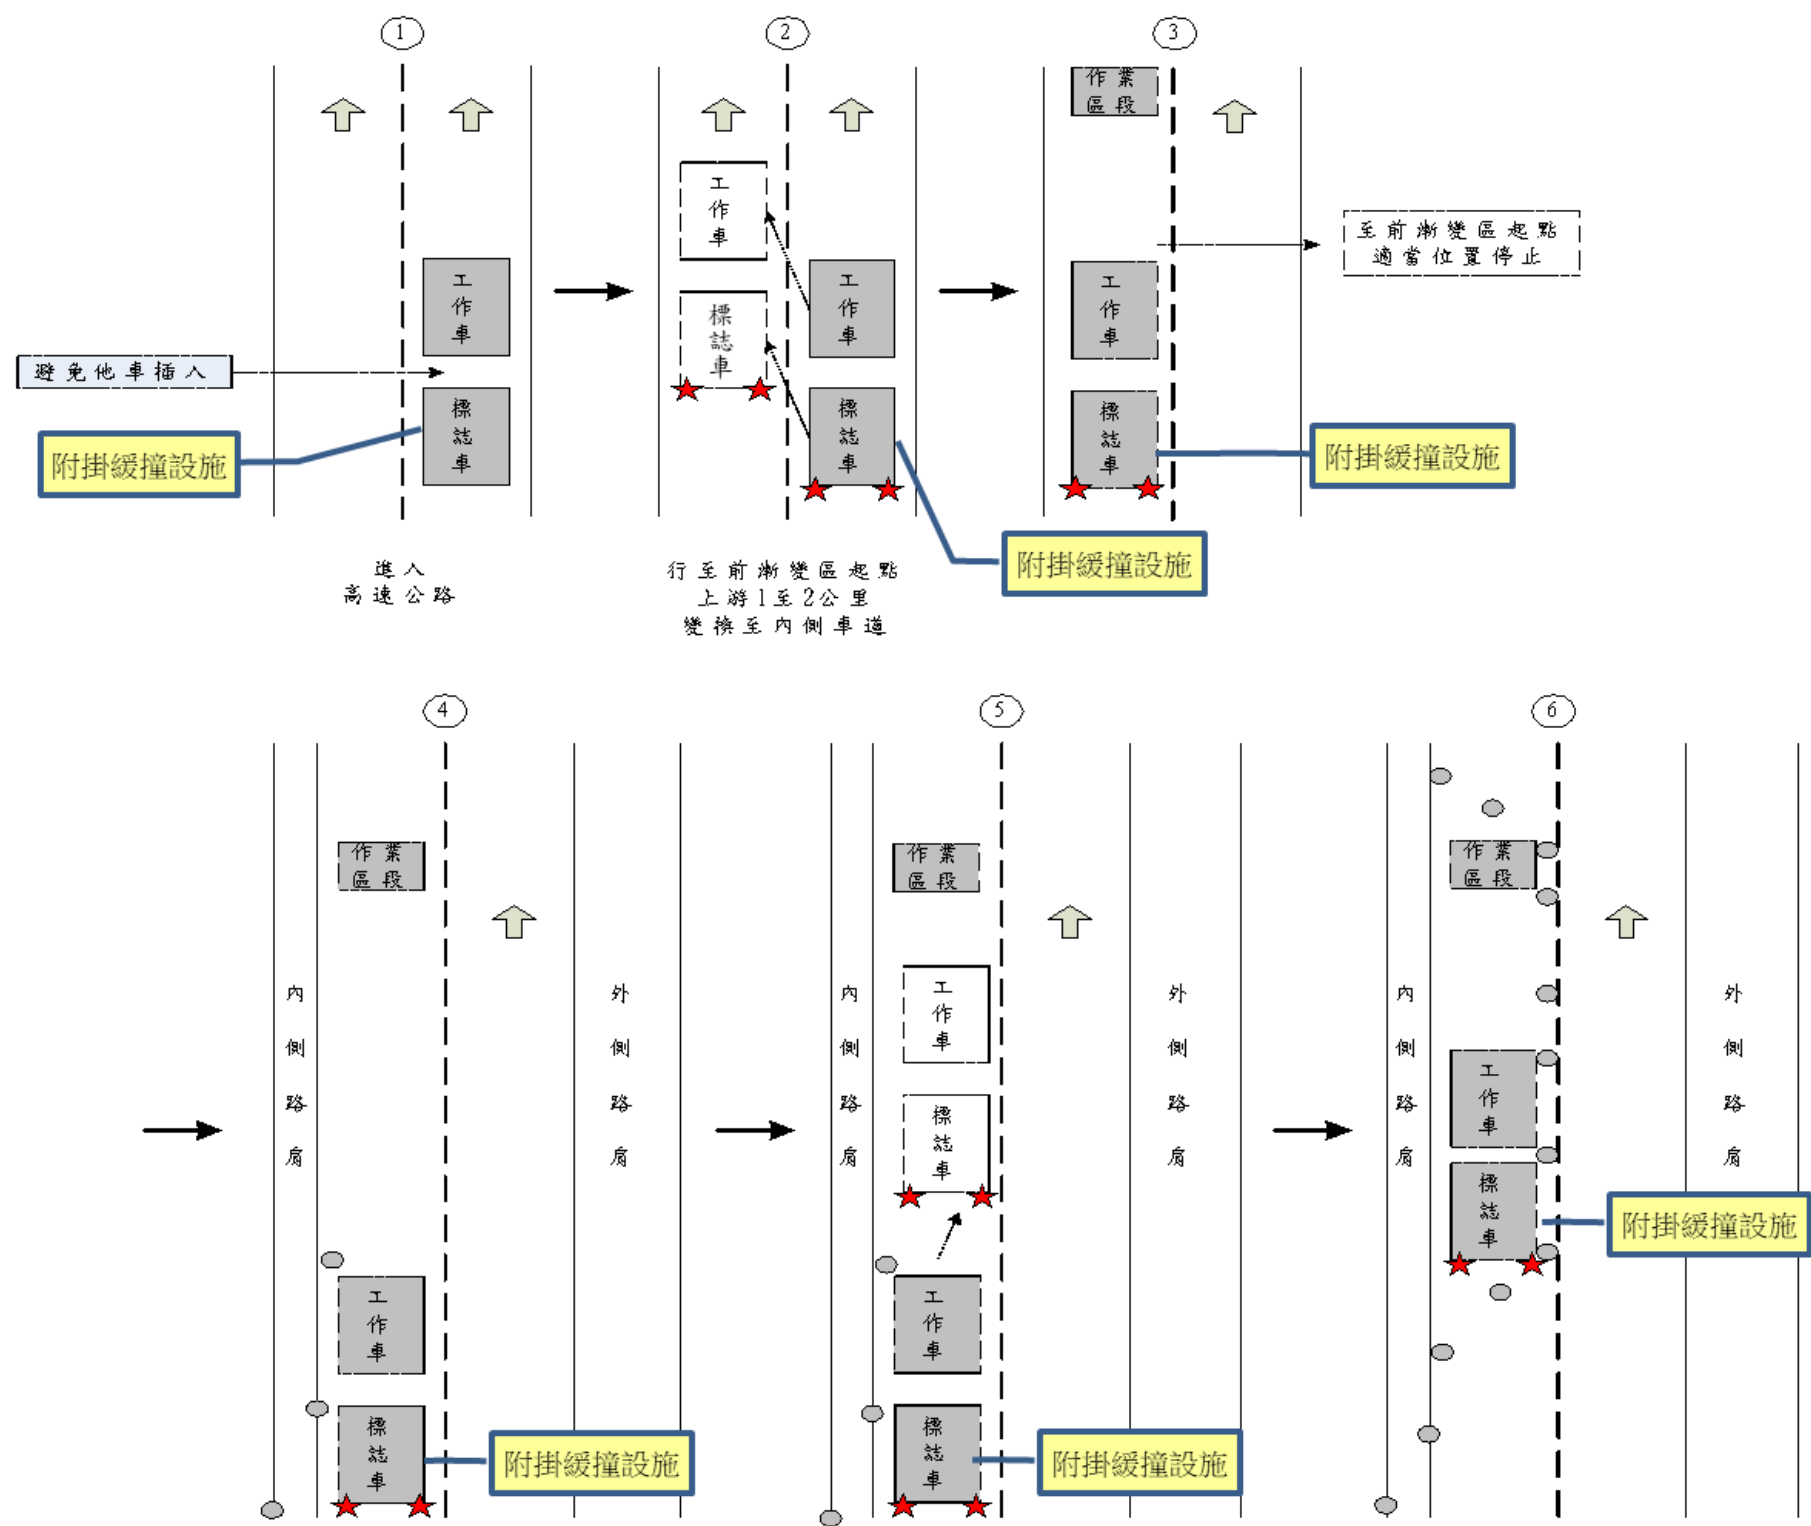 ①
②
③
作業
區段
工
作
車
標
誌
車
工
作
車
標
誌
車
工
作
車
標
誌
車
工
作
車
標
誌
車
至前漸變區起點
適當位置停止
避免他車插入
附掛緩撞設施
附掛緩撞設施
附掛緩撞設施
進入
高速公路
行至前漸變區起點
上游1至2公里
變換至內側車道
④
⑤
⑥
作業
區段
內
側
路
肩
外
側
路
肩
工
作
車
標
誌
車
附掛緩撞設施
作業
區段
內
側
路
肩
工
作
車
標
誌
車
外
側
路
肩
工
作
車
標
誌
車
附掛緩撞設施
作業
區段
內
側
路
肩
工
作
車
標
誌
車
外
側
路
肩
附掛緩撞設施